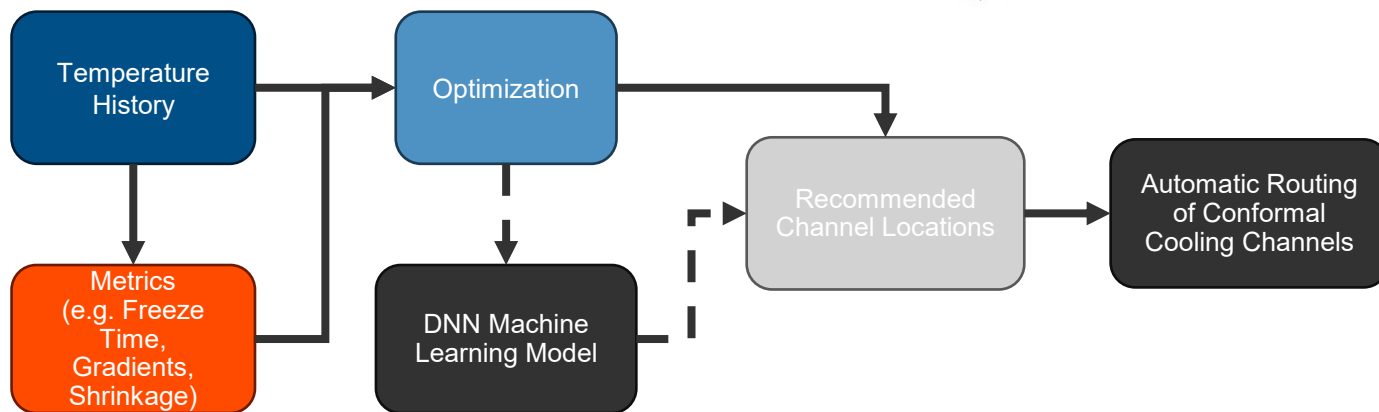 Temperature
History
Optimization
Recommended
Channel Locations
Automatic Routing
of Conformal
Cooling Channels
Metrics
(e.g. Freeze
Time,
Gradients,
Shrinkage)
DNN Machine
Learning Model